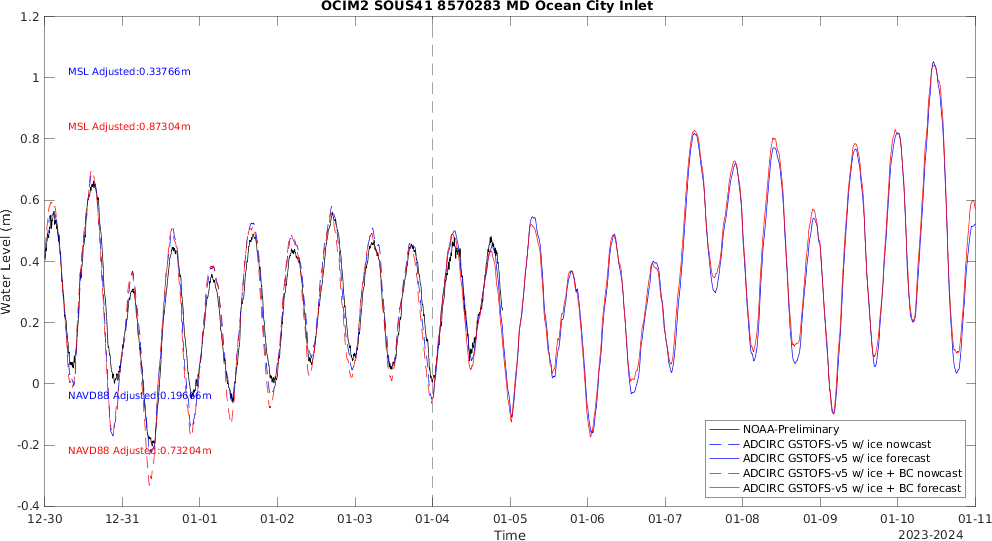 OCIM2 SOUS41 8570283 MD Ocean City Inlet
1.2
1
0.8
0.6
0.4
0.2
0
-0.2
-0.4
Water Level (m)
MSL Adjusted:0.33766m
MSL Adjusted:0.87304m
NAVD88 Adjusted:0.19666m
NAVD88 Adjusted:0.73204m
NOAA-Preliminary
ADCIRC GSTOFS-v5 w/ ice nowcast
ADCIRC GSTOFS-v5 w/ ice forecast
ADCIRC GSTOFS-v5 w/ ice + BC nowcast
ADCIRC GSTOFS-v5 w/ ice + BC forecast
12-30 12-31 01-01 01-02 01-03 01-04 01-05 01-06 01-07 01-08 01-09 01-10 01-11
Time
2023-2024